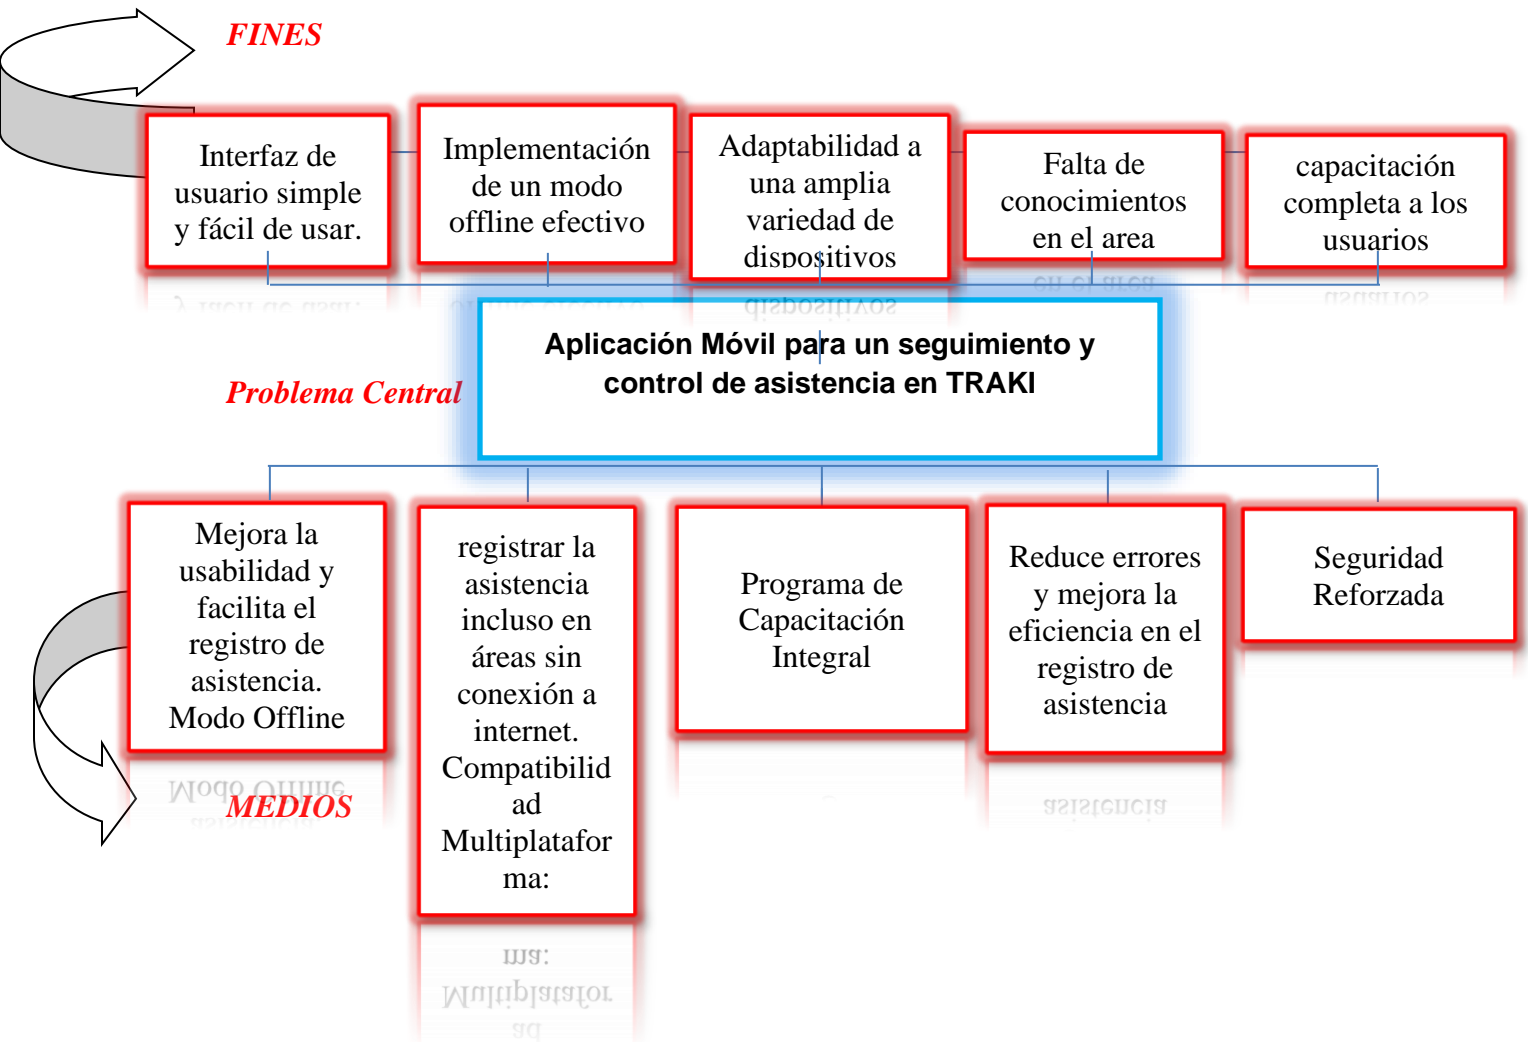 FINES
Interfaz de
usuario simple
y fácil de usar.
Implementación
de un modo
offline efectivo
Adaptabilidad a
una amplia
variedad de
dispositivos
Falta de
conocimientos
en el area
capacitación
completa a los
usuarios
Problema Central
Aplicación Móvil para un seguimiento y
control de asistencia en TRAKI
Mejora la
usabilidad y
facilita el
registro de
asistencia.
Modo Offline
registrar la
asistencia
incluso en
áreas sin
conexión a
internet.
Compatibilid
ad
Multiplatafor
ma:
Programa de
Capacitación
Integral
Reduce errores
y mejora la
eficiencia en el
registro de
asistencia
Seguridad
Reforzada
MEDIOS